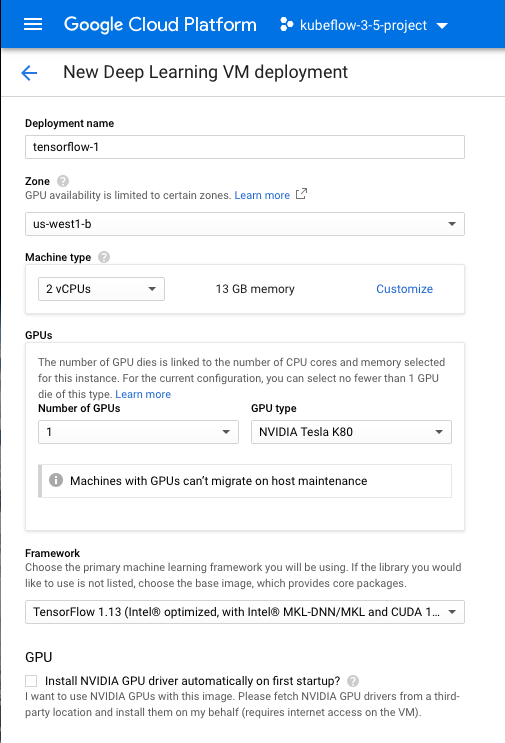 Google Cloud Platform kubeflow-3-5-project
New Deep Learning VM deployment
Deployment name
tensorflow-1
Zone
GPU availability is limited to certain zones. Learn more
us-west1-b
Machine type
2 vCPUs 13 GB memory Customize
GPUs
The number of GPU dies is linked to the number of CPU cores and memory selected
for this instance. For the current configuration, you can select no fewer than 1 GPU
die of this type. Learn more
Number of GPUs GPU type
1 NVIDIA Tesla K80
Machines with GPUs can't migrate on host maintenance
Framework
Choose the primary machine learning framework you will be using. If the library you would
like to use is not listed, choose the base image, which provides core packages.
TensorFlow 1.13 (Intel® optimized, with Intel® MKL-DNN/MKL and CUDA 1...
GPU
Install NVIDIA GPU driver automatically on first startup?
I want to use NVIDIA GPUs with this image. Please fetch NVIDIA GPU drivers from a third-
party location and install them on my behalf (requires internet access on the VM).